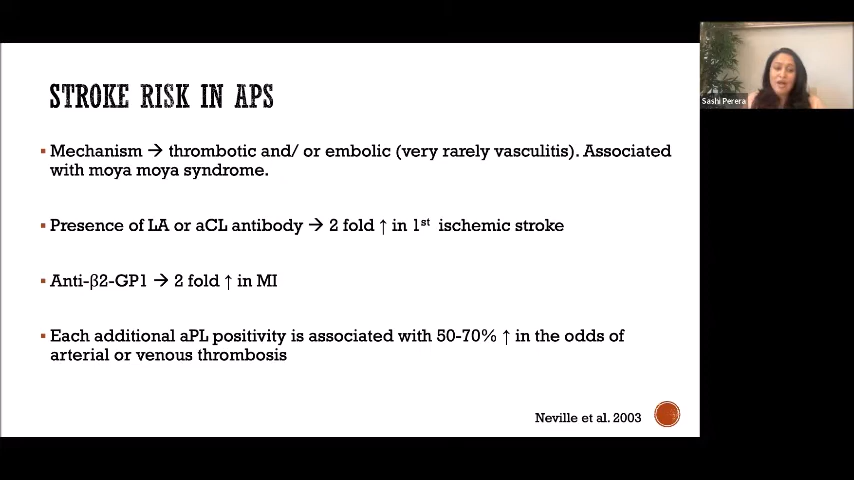 STROKE RISK IN APS
Sashi Perera
▪ Mechanism → thrombotic and/ or embolic (very rarely vasculitis). Associated
with moya moya syndrome.
▪ Presence of LA or aCL antibody → 2 fold ↑ in 1st ischemic stroke
▪ Anti-β2-GP1 → 2 fold ↑ in MI
▪ Each additional aPL positivity is associated with 50-70% ↑ in the odds of
arterial or venous thrombosis
Neville et al. 2003